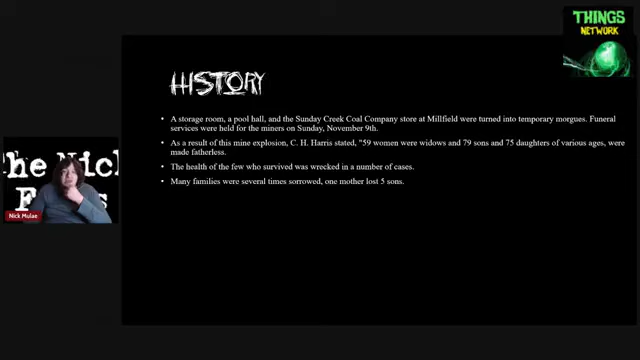 THINGS
NETWORK
HISTORY
• A storage room, a pool hall, and the Sunday Creek Coal Company store at Millfield were turned into temporary morgues. Funeral
services were held for the miners on Sunday, November 9th.
• As a result of this mine explosion, C. H. Harris stated, "59 women were widows and 79 sons and 75 daughters of various ages, were
made fatherless.
• The health of the few who survived was wrecked in a number of cases.
• Many families were several times sorrowed, one mother lost 5 sons.
The Nick
Nick Mulae